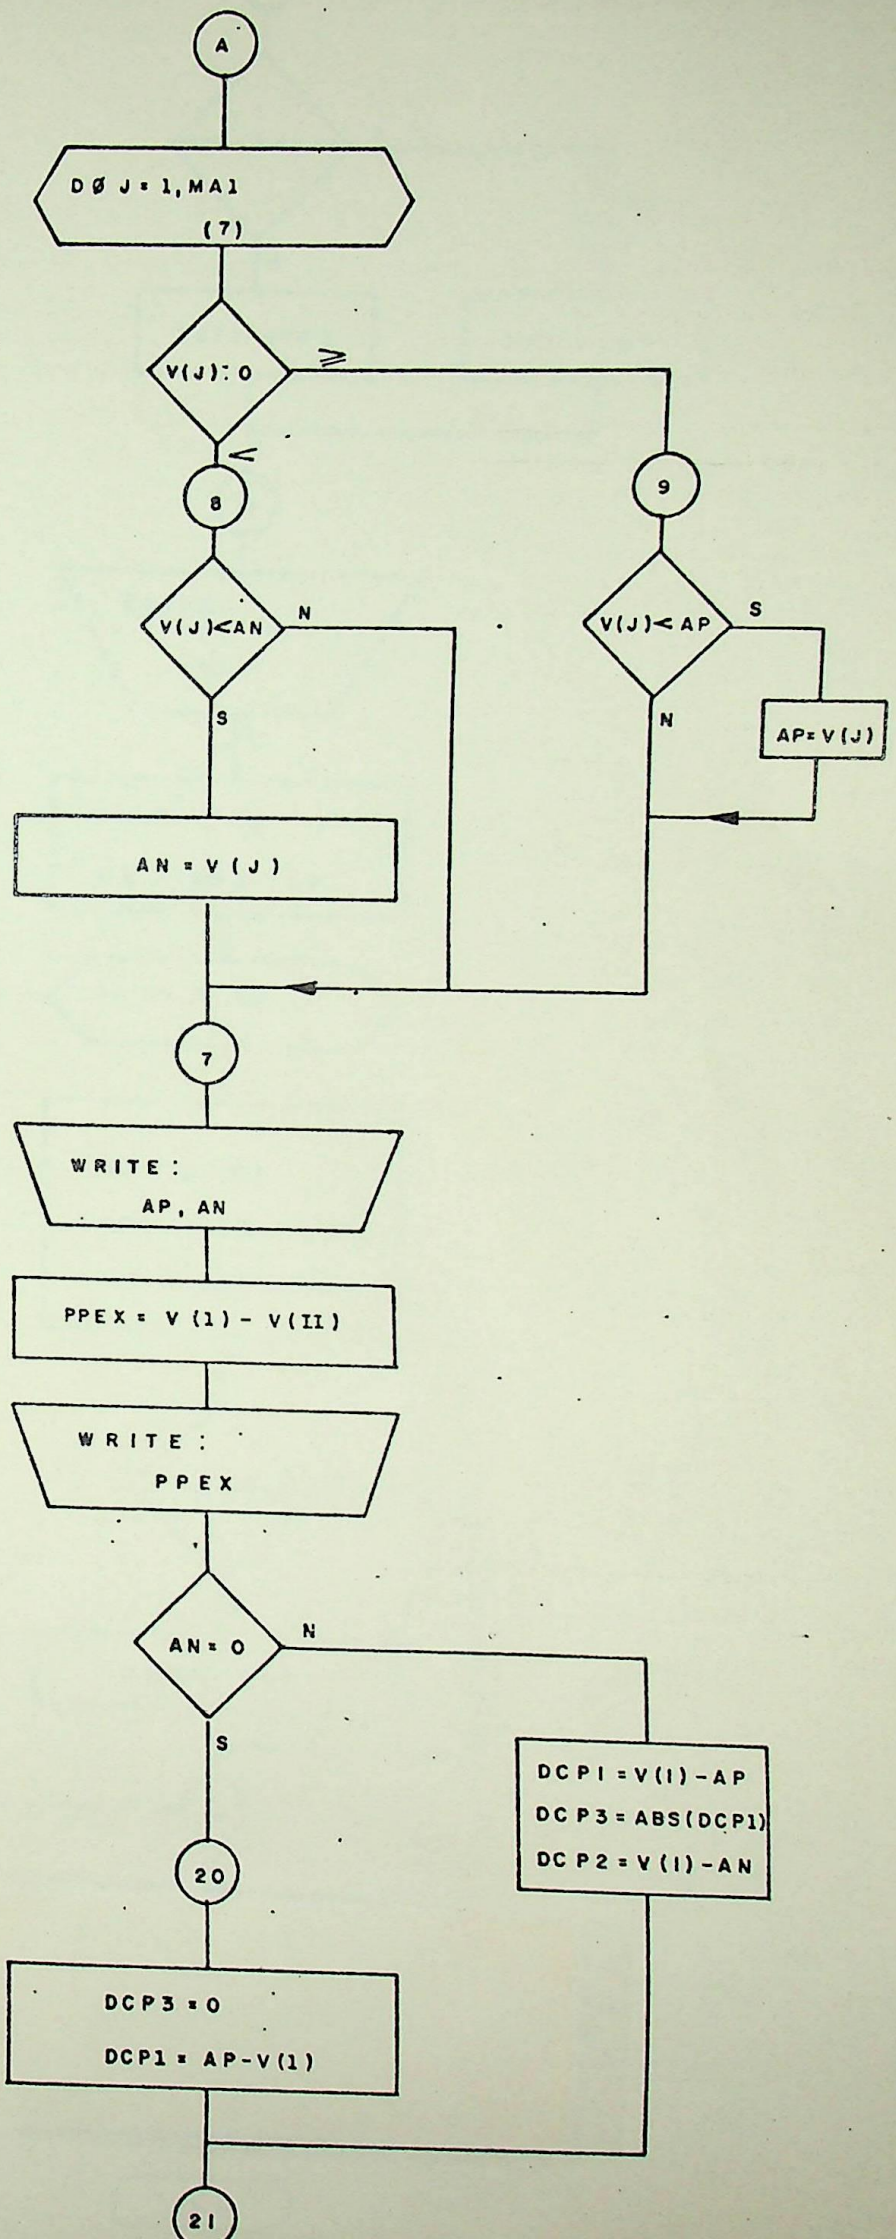 A
DØ J = 1, MA1
(7)
V(J): 0
≥
<
8
9
V(J)<AN
N
S
V(J)<AP
S
N
AP=V(J)
AN = V(J)
7
WRITE:
AP, AN
PPEX = V(1) - V(II)
WRITE:
PPEX
AN = 0
N
S
DCP1 = V(1)-AP
DCP3 = ABS(DCP1)
DCP2 = V(1)-AN
20
DCP3 = 0
DCP1 = AP-V(1)
21